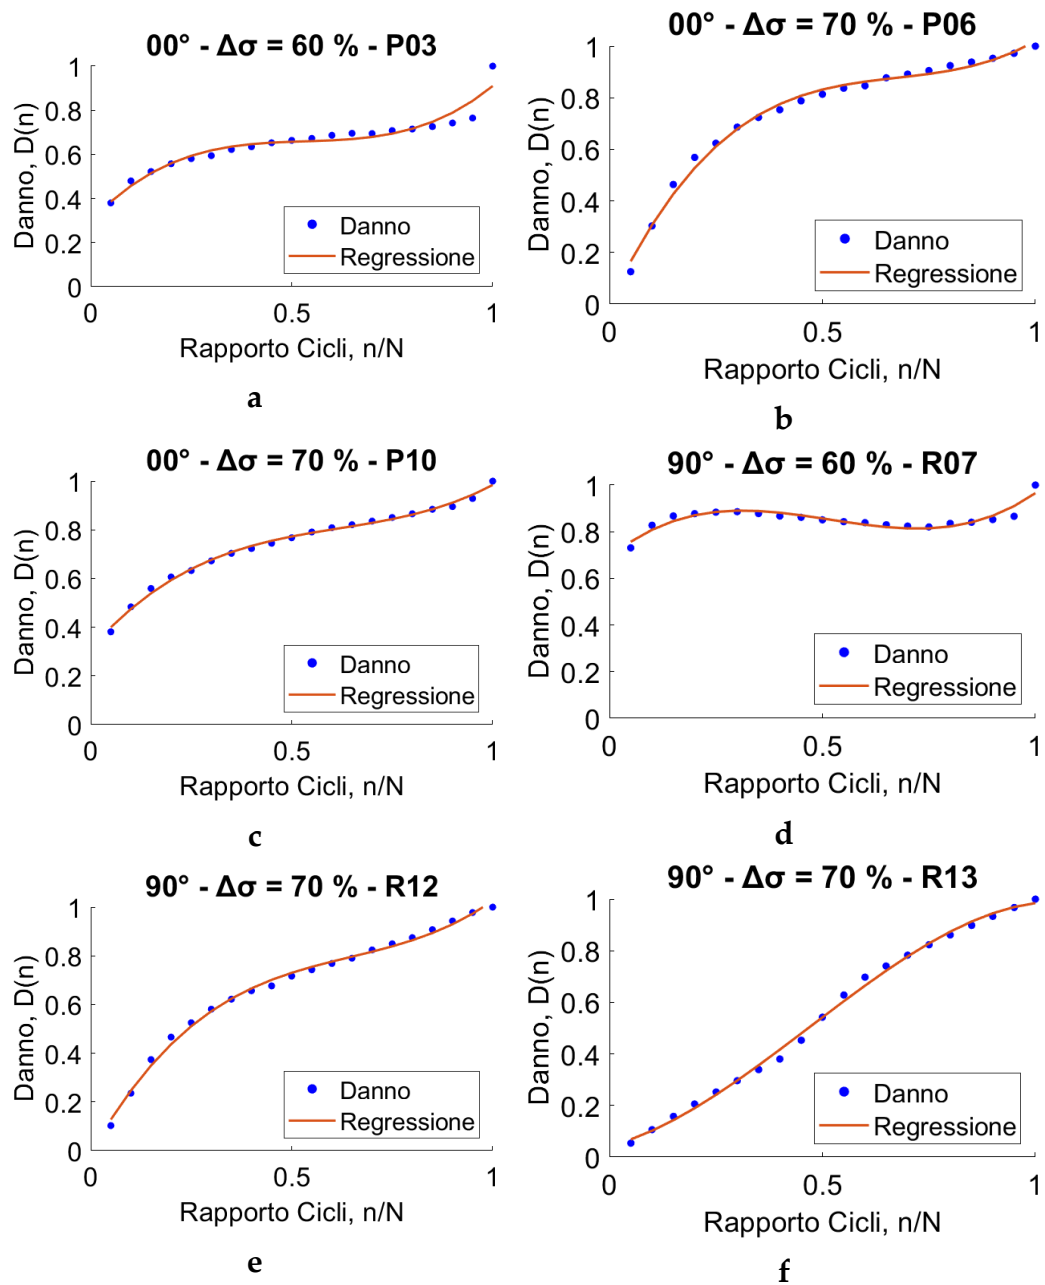 00° - Δσ = 60 % - P03
1
0.8
0.6
0.4
0.2
0
0
0.5
1
Danno, D(n)
Danno
Regressione
Rapporto Cicli, n/N
a
00° - Δσ = 70 % - P06
1
0.8
0.6
0.4
0.2
0
0
0.5
1
Danno, D(n)
Danno
Regressione
Rapporto Cicli, n/N
b
00° - Δσ = 70 % - P10
1
0.8
0.6
0.4
0.2
0
0
0.5
1
Danno, D(n)
Danno
Regressione
Rapporto Cicli, n/N
c
90° - Δσ = 60 % - R07
1
0.8
0.6
0.4
0.2
0
0
0.5
1
Danno, D(n)
Danno
Regressione
Rapporto Cicli, n/N
d
90° - Δσ = 70 % - R12
1
0.8
0.6
0.4
0.2
0
0
0.5
1
Danno, D(n)
Danno
Regressione
Rapporto Cicli, n/N
e
90° - Δσ = 70 % - R13
1
0.8
0.6
0.4
0.2
0
0
0.5
1
Danno, D(n)
Danno
Regressione
Rapporto Cicli, n/N
f